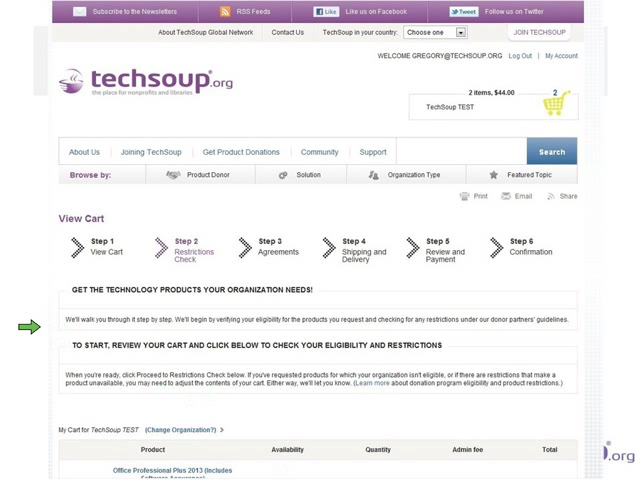 Subscribe to the Newsletters RSS Feeds Like Like us on Facebook Tweet Follow us on Twitter
About TechSoup Global Network Contact Us TechSoup in your country: Choose one JOIN TECHSOUP
WELCOME GREGORY@TECHSOUP.ORG Log Out | My Account
techsoup.org
the place for nonprofits and libraries
2 items, $44.00 2
TechSoup TEST
About Us Joining TechSoup Get Product Donations Community Support Search
Browse by: Product Donor Solution Organization Type Featured Topic
Print Email Share
View Cart
Step 1 Step 2 Step 3 Step 4 Step 5 Step 6
View Cart Restrictions Agreements Shipping and Review and Confirmation
Check Delivery Payment
GET THE TECHNOLOGY PRODUCTS YOUR ORGANIZATION NEEDS!
We'll walk you through it step by step. We'll begin by verifying your eligibility for the products you request and checking for any restrictions under our donor partners' guidelines.
TO START, REVIEW YOUR CART AND CLICK BELOW TO CHECK YOUR ELIGIBILITY AND RESTRICTIONS
When you're ready, click Proceed to Restrictions Check below. If you've requested products for which your organization isn't eligible, or if there are restrictions that make a
product unavailable, you may need to adjust the contents of your cart. Either way, we'll let you know. (Learn more about donation program eligibility and product restrictions.)
My Cart for TechSoup TEST (Change Organization?)
Product Availability Quantity Admin fee Total
.org
Office Professional Plus 2013 (Includes